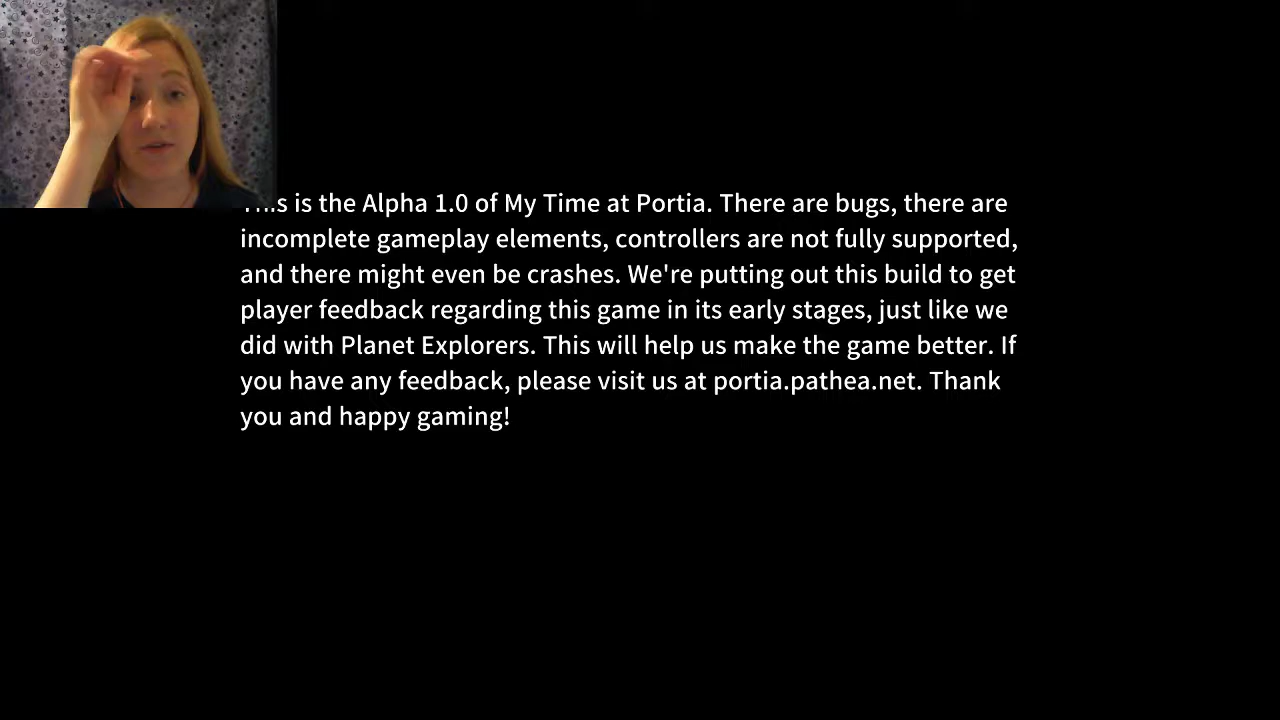 This is the Alpha 1.0 of My Time at Portia. There are bugs, there are
incomplete gameplay elements, controllers are not fully supported,
and there might even be crashes. We're putting out this build to get
player feedback regarding this game in its early stages, just like we
did with Planet Explorers. This will help us make the game better. If
you have any feedback, please visit us at portia.pathea.net. Thank
you and happy gaming!